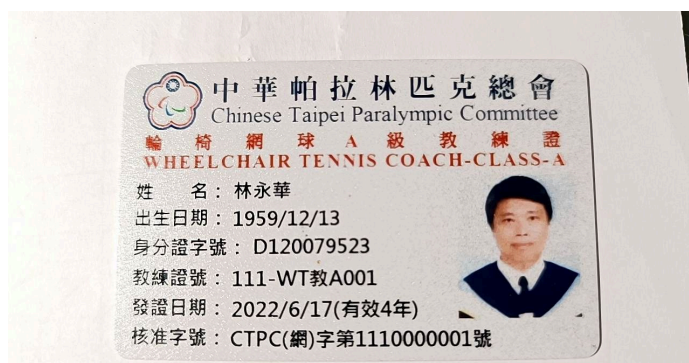 中華帕拉林匹克總會
Chinese Taipei Paralympic Committee
輪椅網球A級教練證
WHEELCHAIR TENNIS COACH-CLASS-A
姓 名：林永華
出生日期：1959/12/13
身分證字號：D120079523
教練證號：111-WT教A001
發證日期：2022/6/17(有效4年)
核准字號：CTPC(網)字第1110000001號